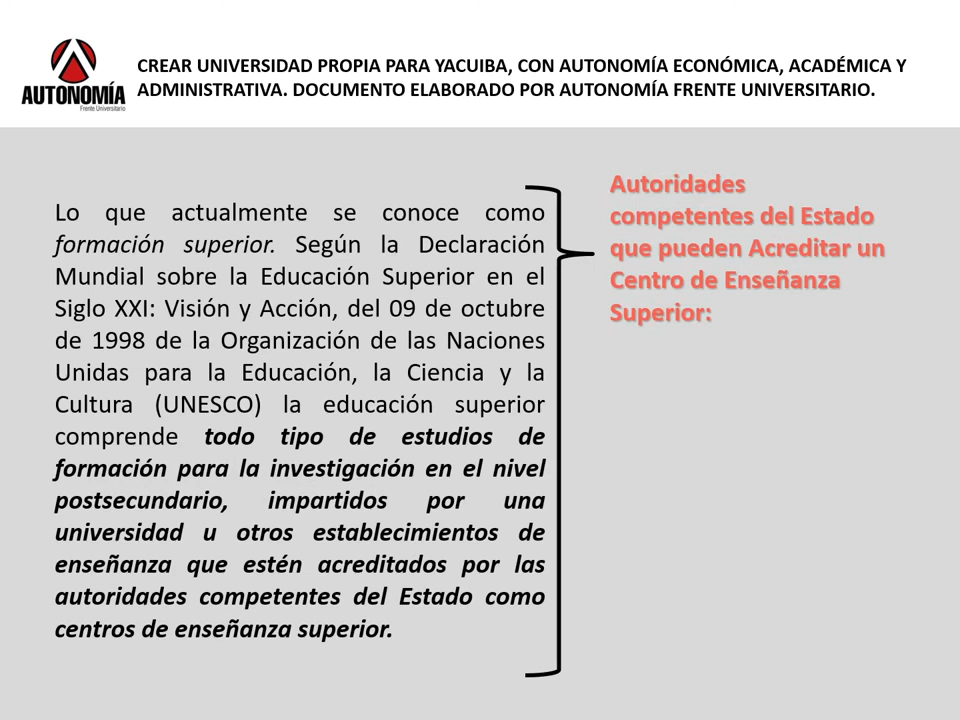 AUTONOMÍA
Frente Universitario
CREAR UNIVERSIDAD PROPIA PARA YACUIBA, CON AUTONOMÍA ECONÓMICA, ACADÉMICA Y
ADMINISTRATIVA. DOCUMENTO ELABORADO POR AUTONOMÍA FRENTE UNIVERSITARIO.
Lo que actualmente se conoce como
formación superior. Según la Declaración
Mundial sobre la Educación Superior en el
Siglo XXI: Visión y Acción, del 09 de octubre
de 1998 de la Organización de las Naciones
Unidas para la Educación, la Ciencia y la
Cultura (UNESCO) la educación superior
comprende todo tipo de estudios de
formación para la investigación en el nivel
postsecundario, impartidos por una
universidad u otros establecimientos de
enseñanza que estén acreditados por las
autoridades competentes del Estado como
centros de enseñanza superior.
Autoridades
competentes del Estado
que pueden Acreditar un
Centro de Enseñanza
Superior: